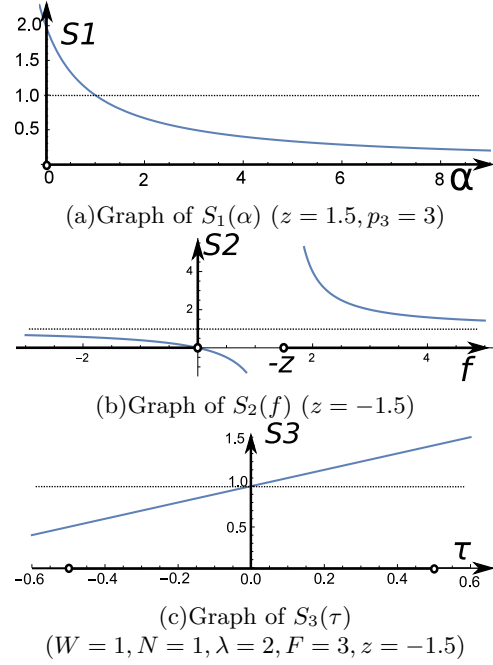 2.0
S1
1.5
1.0
0.5
0 2 4 6 8
α
(a)Graph of S₁(α) (z = 1.5, p₃ = 3)
S2
4
2
−2 2 4
-z f
(b)Graph of S₂(f) (z = −1.5)
S3
1.5
1.0
0.5
−0.6 −0.4 −0.2 0.0 0.2 0.4 0.6
τ
(c)Graph of S₃(τ)
(W = 1, N = 1, λ = 2, F = 3, z = −1.5)